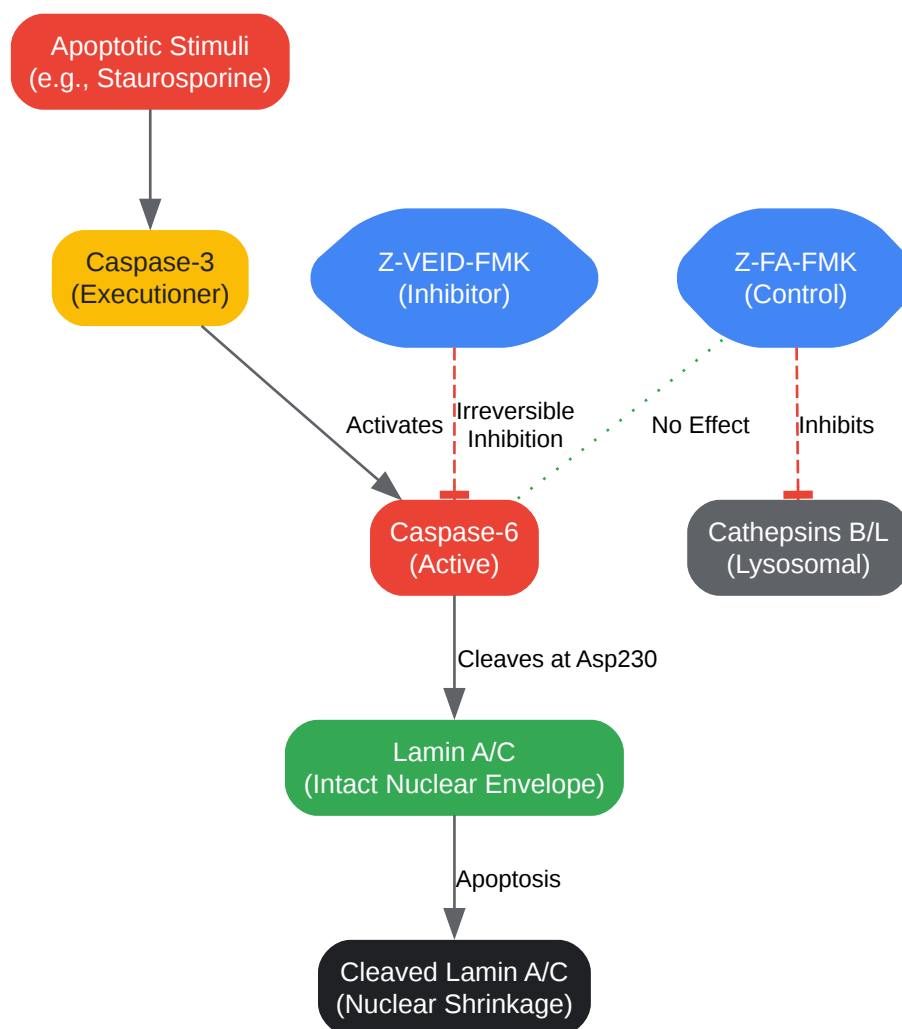 Apoptotic Stimuli
(e.g., Staurosporine)
Caspase-3
(Executioner)
Z-VEID-FMK
(Inhibitor)
Z-FA-FMK
(Control)
Activates
Irreversible
Inhibition
No Effect
Inhibits
Caspase-6
(Active)
Cathepsins B/L
(Lysosomal)
Cleaves at Asp230
Lamin A/C
(Intact Nuclear Envelope)
Apoptosis
Cleaved Lamin A/C
(Nuclear Shrinkage)